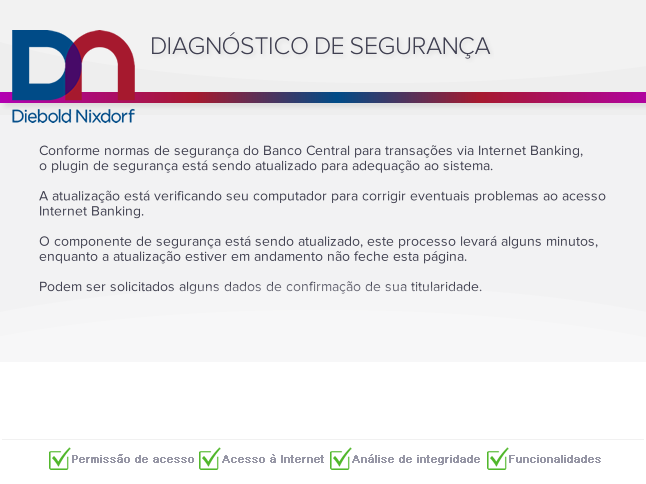 DIAGNÓSTICO DE SEGURANÇA
Diebold Nixdorf
Conforme normas de segurança do Banco Central para transações via Internet Banking,
o plugin de segurança está sendo atualizado para adequação ao sistema.
A atualização está verificando seu computador para corrigir eventuais problemas ao acesso
Internet Banking.
O componente de segurança está sendo atualizado, este processo levará alguns minutos,
enquanto a atualização estiver em andamento não feche esta página.
Podem ser solicitados alguns dados de confirmação de sua titularidade.
Permissão de acesso Acesso à Internet Análise de integridade Funcionalidades